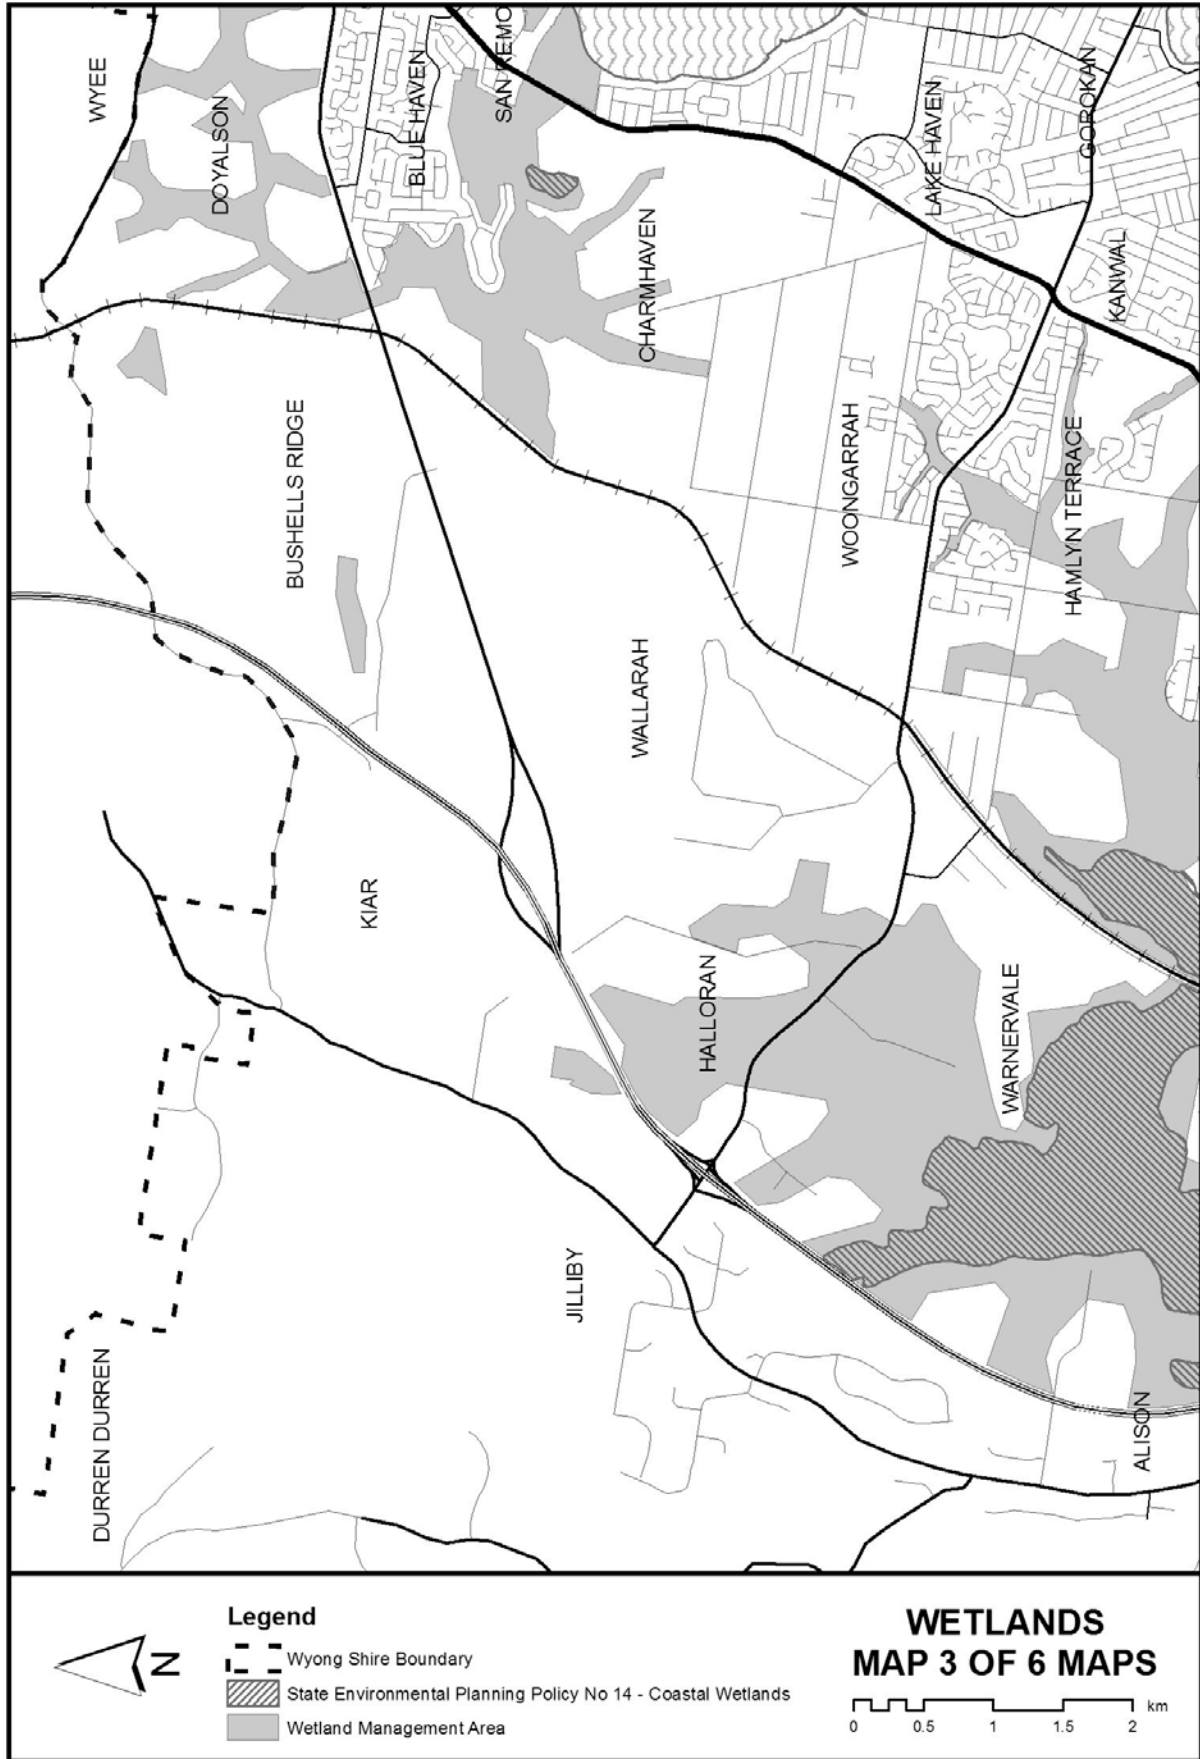 WYEE
DOYALSON
BLUE HAVEN
SAN REMO
LAKE HAVEN
GOROKAN
CHARMHAVEN
KANWAL
BUSHELLS RIDGE
WOONGARRAH
HAMLYN TERRACE
WALLARAH
KIAR
HALLORAN
WARNERVALE
JILLIBY
DURREN DURREN
ALISON
N
Legend
Wyong Shire Boundary
State Environmental Planning Policy No 14 - Coastal Wetlands
Wetland Management Area
WETLANDS
MAP 3 OF 6 MAPS
km
0 0.5 1 1.5 2